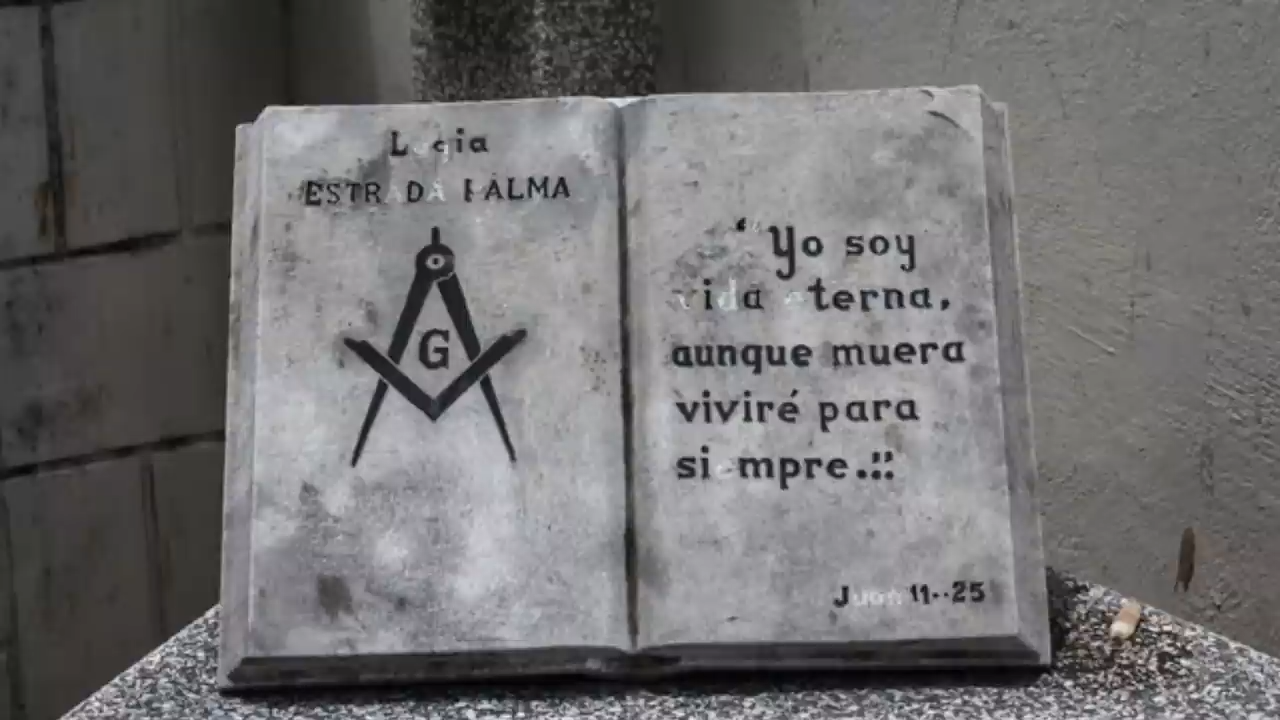 Logia
ESTRADA PALMA
G
"Yo soy
vida eterna,
aunque muera
viviré para
siempre."
Juan 11--25